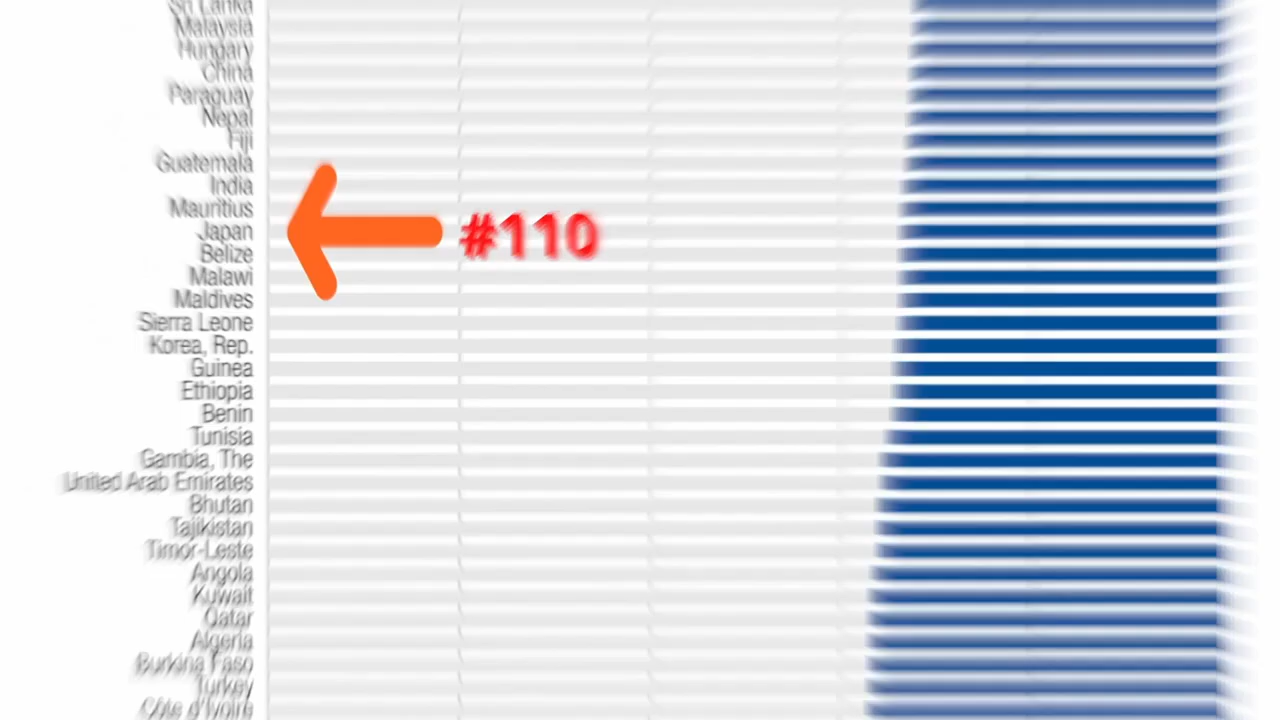 Sri Lanka
Malaysia
Hungary
China
Paraguay
Nepal
Fiji
Guatemala
India
Mauritius
Japan
#110
Belize
Malawi
Maldives
Sierra Leone
Korea, Rep.
Guinea
Ethiopia
Benin
Tunisia
Gambia, The
United Arab Emirates
Bhutan
Tajikistan
Timor-Leste
Angola
Kuwait
Qatar
Algeria
Burkina Faso
Turkey
Côte d'Ivoire